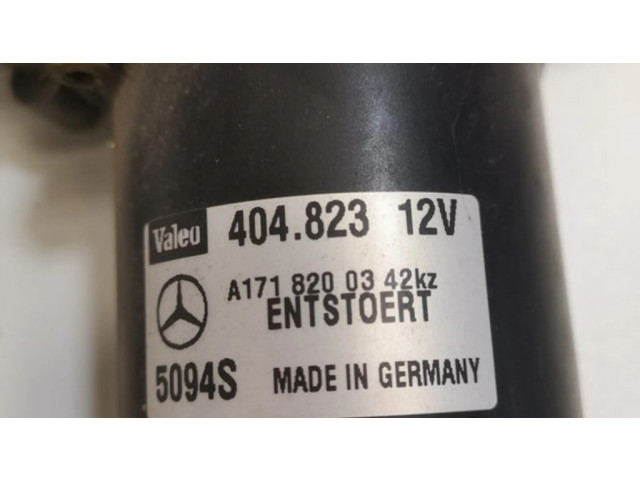 Valeo 404.823 12V
A171 820 03 42kz
ENTSTOERT
5094S MADE IN GERMANY